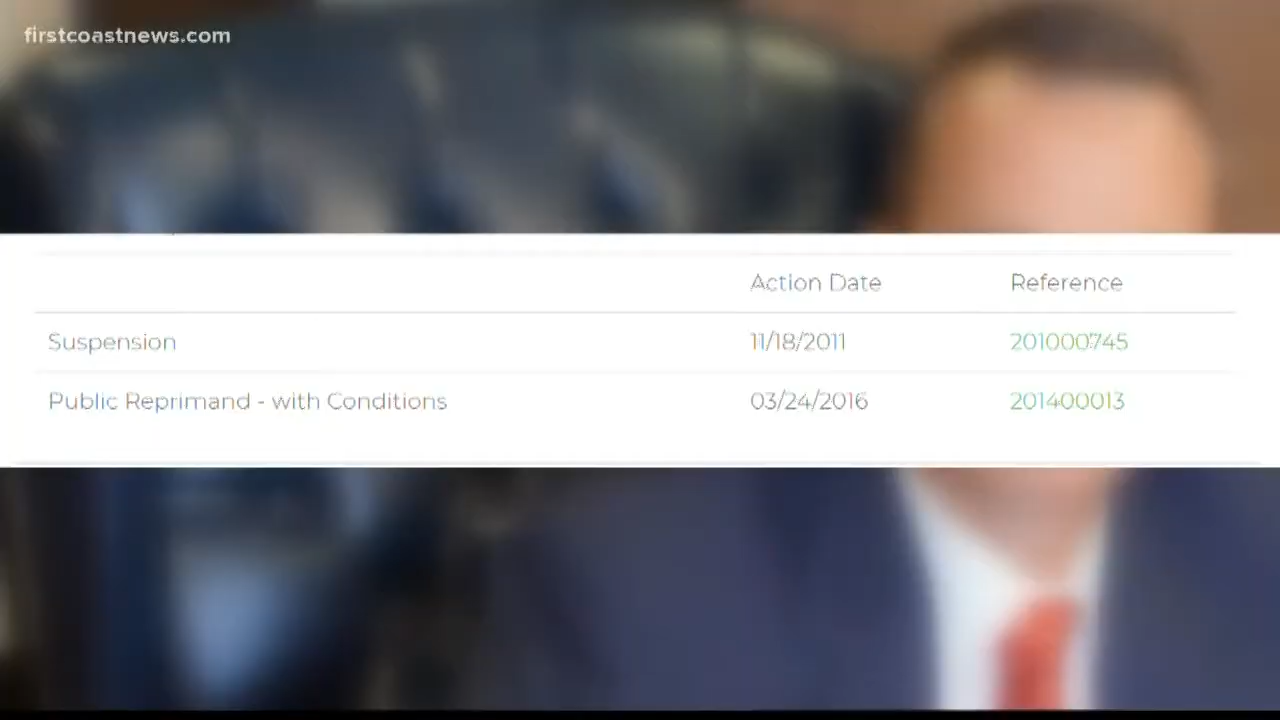 firstcoastnews.com
Action Date Reference
Suspension 11/18/2011 201000745
Public Reprimand - with Conditions 03/24/2016 201400013